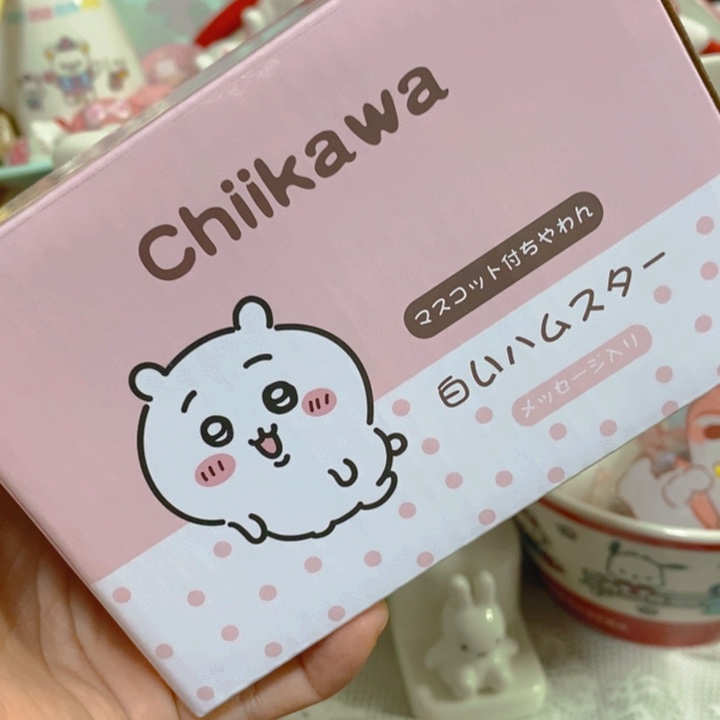 Chiikawa
マスコット付ちゃわん
白いハムスター
メッセージ入り